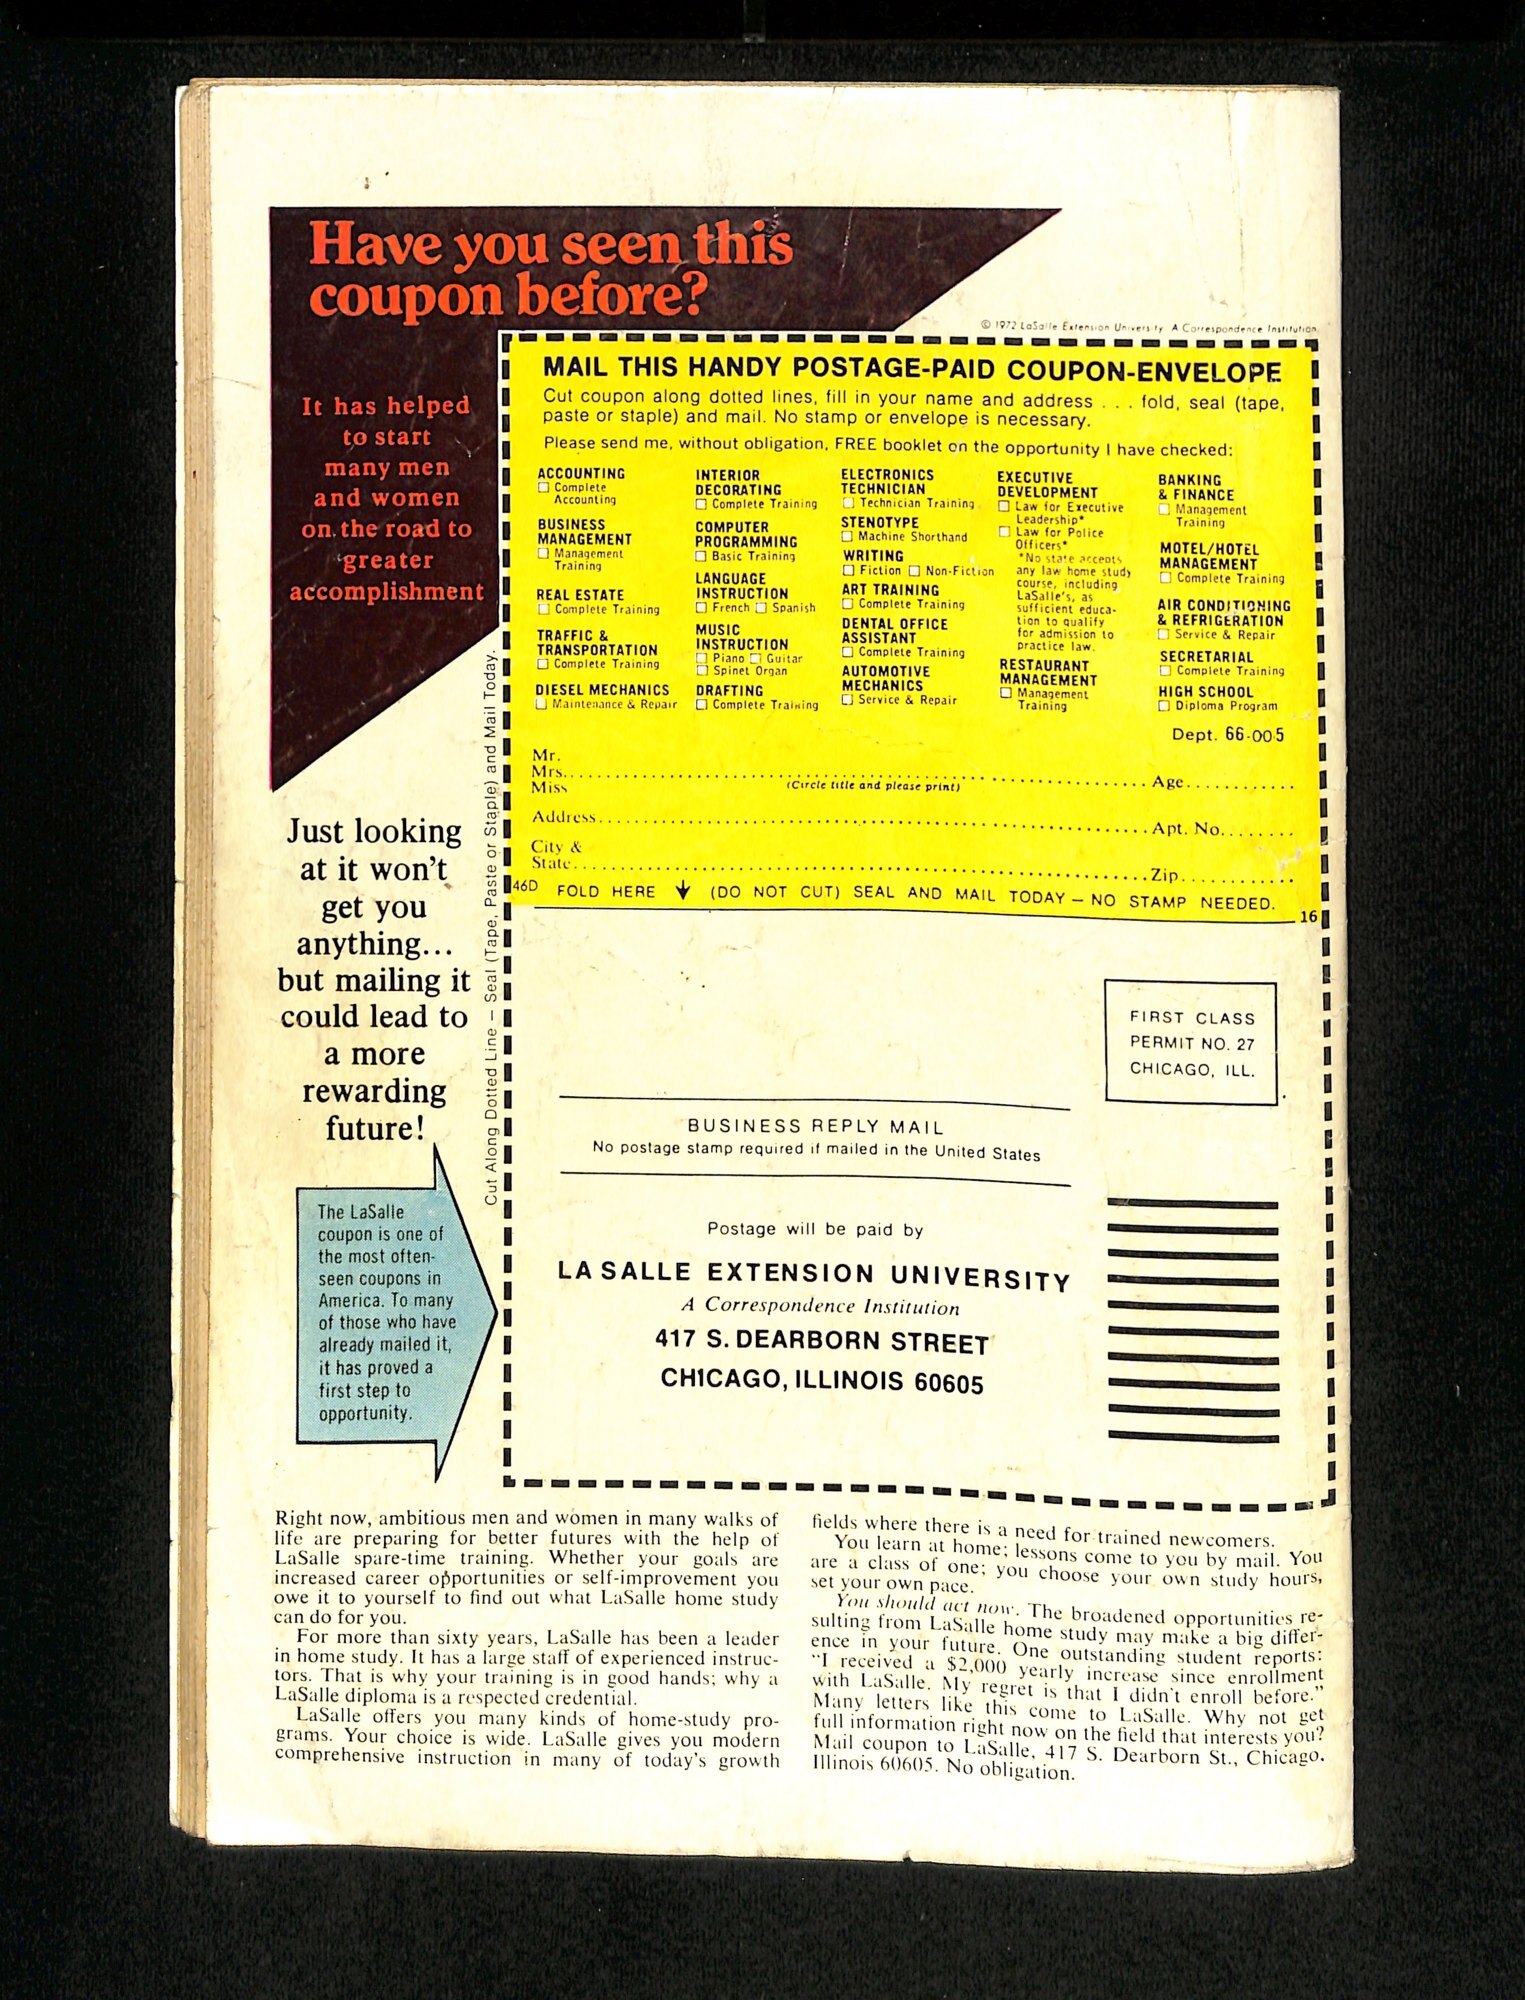 Have you seen this
coupon before?
It has helped
to start
many men
and women
on the road to
greater
accomplishment
© 1972 LaSalle Extension University A Correspondence Institution
MAIL THIS HANDY POSTAGE-PAID COUPON-ENVELOPE
Cut coupon along dotted lines, fill in your name and address . . . fold, seal (tape,
paste or staple) and mail. No stamp or envelope is necessary.
Please send me, without obligation, FREE booklet on the opportunity I have checked:
ACCOUNTING
☐ Complete
Accounting
BUSINESS
MANAGEMENT
☐ Management
Training
REAL ESTATE
☐ Complete Training
TRAFFIC &
TRANSPORTATION
☐ Complete Training
DIESEL MECHANICS
☐ Maintenance & Repair
INTERIOR
DECORATING
☐ Complete Training
COMPUTER
PROGRAMMING
☐ Basic Training
LANGUAGE
INSTRUCTION
☐ French ☐ Spanish
MUSIC
INSTRUCTION
☐ Piano ☐ Guitar
☐ Spinet Organ
DRAFTING
☐ Complete Training
ELECTRONICS
TECHNICIAN
☐ Technician Training
STENOTYPE
☐ Machine Shorthand
WRITING
☐ Fiction ☐ Non-Fiction
ART TRAINING
☐ Complete Training
DENTAL OFFICE
ASSISTANT
☐ Complete Training
AUTOMOTIVE
MECHANICS
☐ Service & Repair
EXECUTIVE
DEVELOPMENT
☐ Law for Executive
Leadership*
☐ Law for Police
Officers*
*No state accepts
any law home study
course, including
LaSalle's, as
sufficient educa-
tion to qualify
for admission to
practice law.
RESTAURANT
MANAGEMENT
☐ Management
Training
BANKING
& FINANCE
☐ Management
Training
MOTEL/HOTEL
MANAGEMENT
☐ Complete Training
AIR CONDITIONING
& REFRIGERATION
☐ Service & Repair
SECRETARIAL
☐ Complete Training
HIGH SCHOOL
☐ Diploma Program
Dept. 66-005
Mr.
Mrs. Age
Miss (Circle title and please print)
Address Apt. No.
City &
State Zip
46D FOLD HERE ↓ (DO NOT CUT) SEAL AND MAIL TODAY – NO STAMP NEEDED.
16
Cut Along Dotted Line – Seal (Tape, Paste or Staple) and Mail Today.
Just looking
at it won't
get you
anything...
but mailing it
could lead to
a more
rewarding
future!
The LaSalle
coupon is one of
the most often-
seen coupons in
America. To many
of those who have
already mailed it,
it has proved a
first step to
opportunity.
FIRST CLASS
PERMIT NO. 27
CHICAGO, ILL.
BUSINESS REPLY MAIL
No postage stamp required if mailed in the United States
Postage will be paid by
LA SALLE EXTENSION UNIVERSITY
A Correspondence Institution
417 S. DEARBORN STREET
CHICAGO, ILLINOIS 60605
Right now, ambitious men and women in many walks of
life are preparing for better futures with the help of
LaSalle spare-time training. Whether your goals are
increased career opportunities or self-improvement you
owe it to yourself to find out what LaSalle home study
can do for you.
For more than sixty years, LaSalle has been a leader
in home study. It has a large staff of experienced instruc-
tors. That is why your training is in good hands; why a
LaSalle diploma is a respected credential.
LaSalle offers you many kinds of home-study pro-
grams. Your choice is wide. LaSalle gives you modern
comprehensive instruction in many of today's growth
fields where there is a need for trained newcomers.
You learn at home; lessons come to you by mail. You
are a class of one; you choose your own study hours,
set your own pace.
You should act now. The broadened opportunities re-
sulting from LaSalle home study may make a big differ-
ence in your future. One outstanding student reports:
"I received a $2,000 yearly increase since enrollment
with LaSalle. My regret is that I didn't enroll before."
Many letters like this come to LaSalle. Why not get
full information right now on the field that interests you?
Mail coupon to LaSalle, 417 S. Dearborn St., Chicago,
Illinois 60605. No obligation.